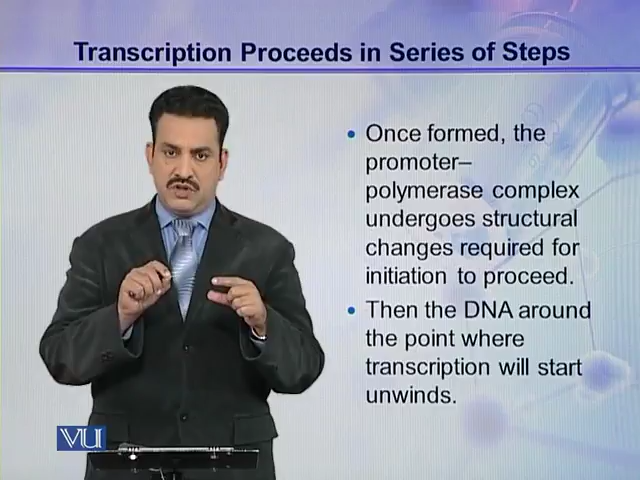 Transcription Proceeds in Series of Steps
• Once formed, the
promoter–
polymerase complex
undergoes structural
changes required for
initiation to proceed.
• Then the DNA around
the point where
transcription will start
unwinds.
VU